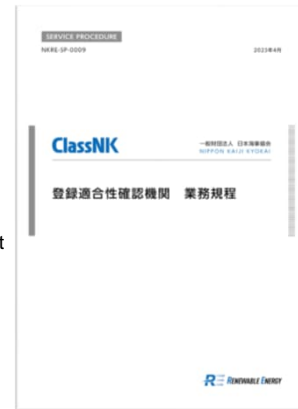 SERVICE PROCEDURE
NKRE-SP-0009
2023年4月
ClassNK
一般財団法人 日本海事協会
NIPPON KAIJI KYOKAI
登録適合性確認機関 業務規程
t
RE RENEWABLE ENERGY